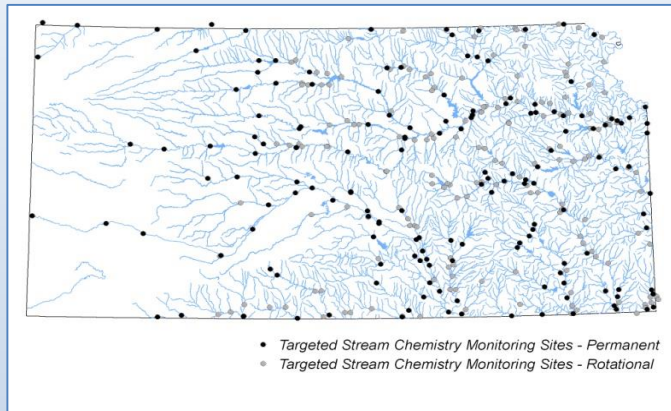 Targeted Stream Chemistry Monitoring Sites - Permanent
Targeted Stream Chemistry Monitoring Sites - Rotational